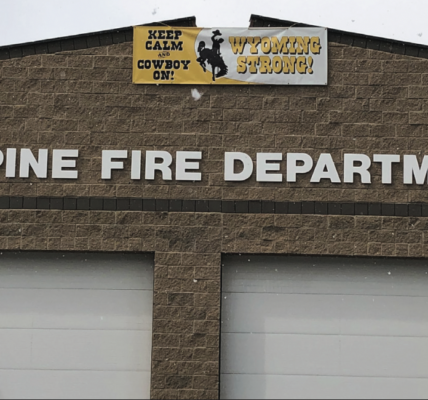 KEEP
CALM
AND
COWBOY
ON!
WYOMING
STRONG!
PINE FIRE DEPARTM